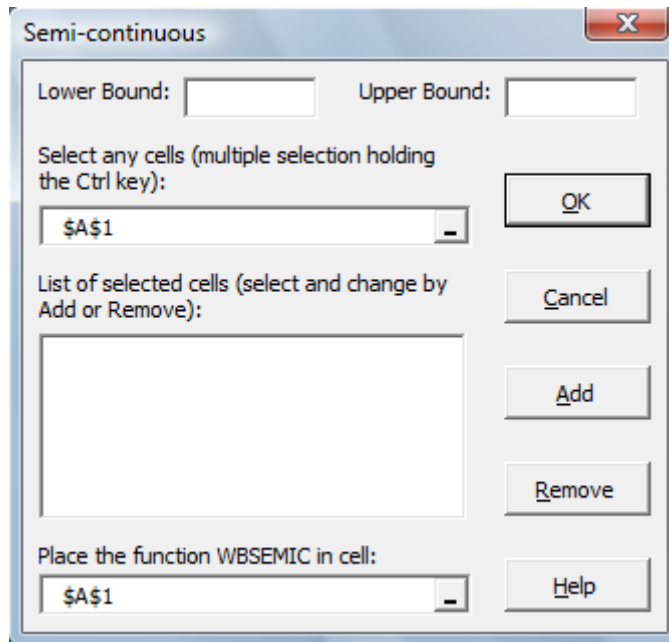 Semi-continuous
Lower Bound:
Upper Bound:
Select any cells (multiple selection holding
the Ctrl key):
OK
$A$1
List of selected cells (select and change by
Add or Remove):
Cancel
Add
Remove
Place the function WBSEMIC in cell:
$A$1
Help